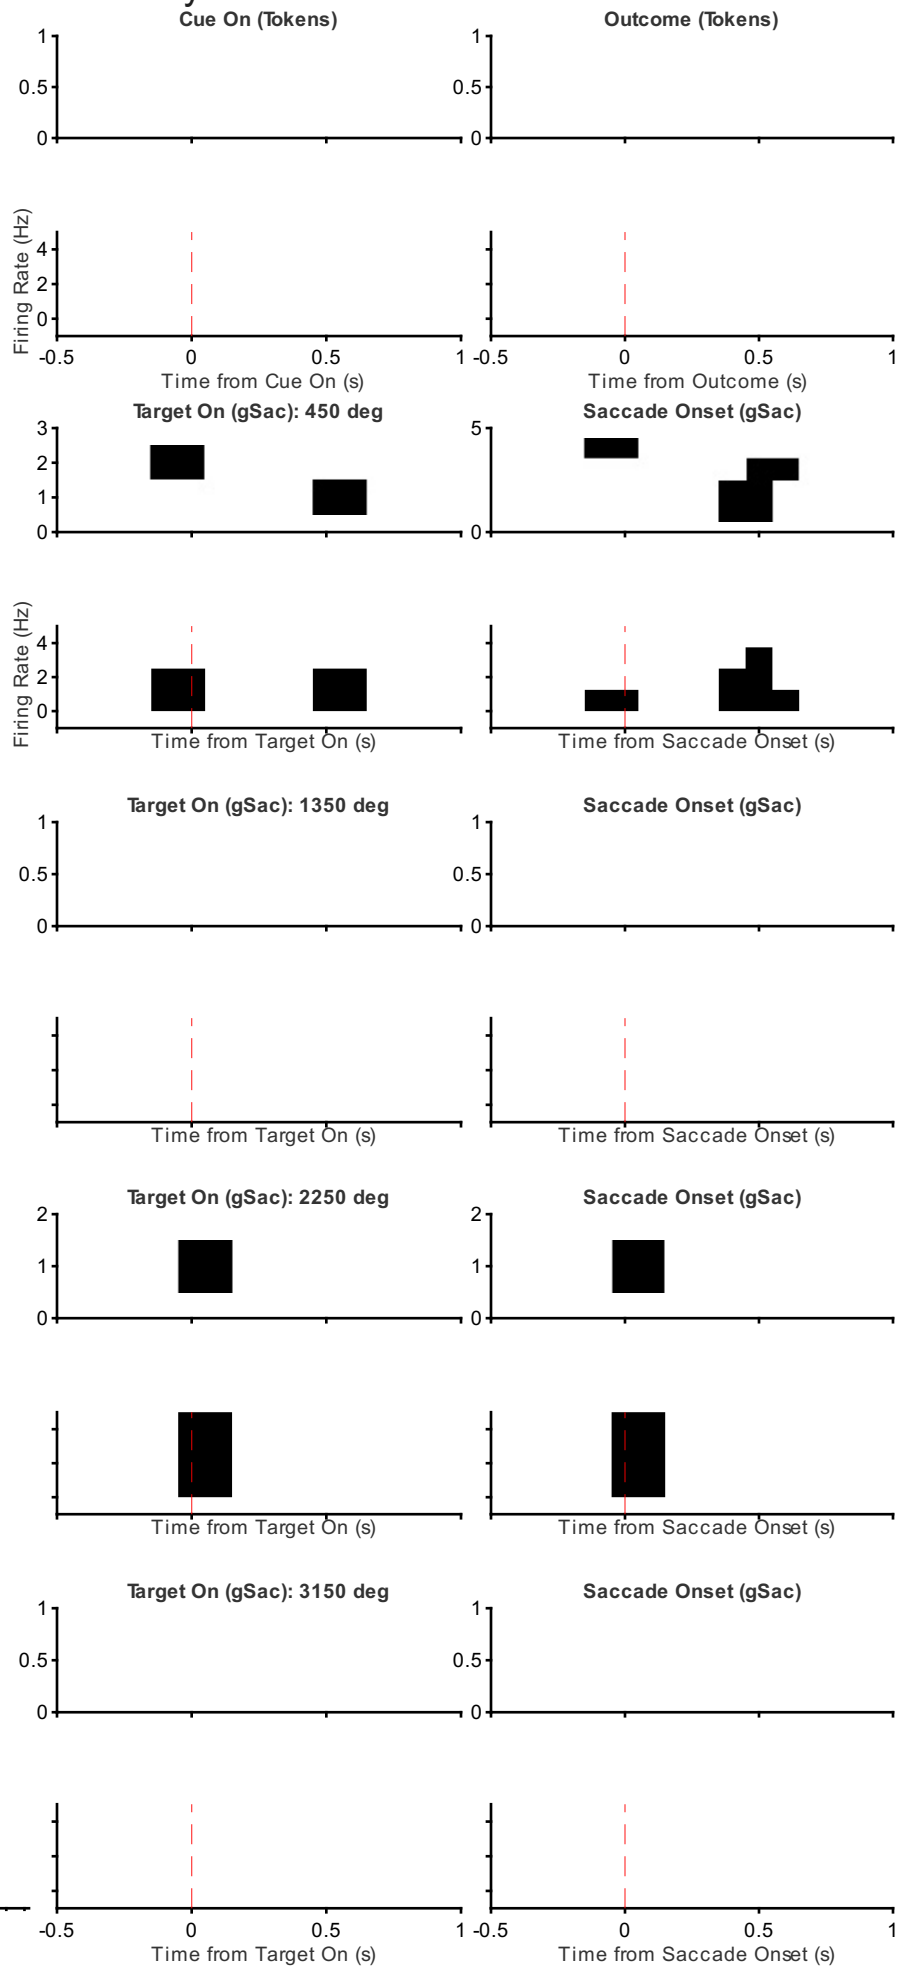 Cue On (Tokens) Outcome (Tokens)
1 1
0.5 0.5
0 0
Firing Rate (Hz)
4
2
0
-0.5 0 0.5 1 -0.5 0 0.5 1
Time from Cue On (s) Time from Outcome (s)
Target On (gSac): 450 deg Saccade Onset (gSac)
3 5
2
1
0 0
Firing Rate (Hz)
4
2
0
Time from Target On (s) Time from Saccade Onset (s)
Target On (gSac): 1350 deg Saccade Onset (gSac)
1 1
0.5 0.5
0 0
Time from Target On (s) Time from Saccade Onset (s)
Target On (gSac): 2250 deg Saccade Onset (gSac)
2 2
1 1
0 0
Time from Target On (s) Time from Saccade Onset (s)
Target On (gSac): 3150 deg Saccade Onset (gSac)
1 1
0.5 0.5
0 0
-0.5 0 0.5 1 -0.5 0 0.5 1
Time from Target On (s) Time from Saccade Onset (s)